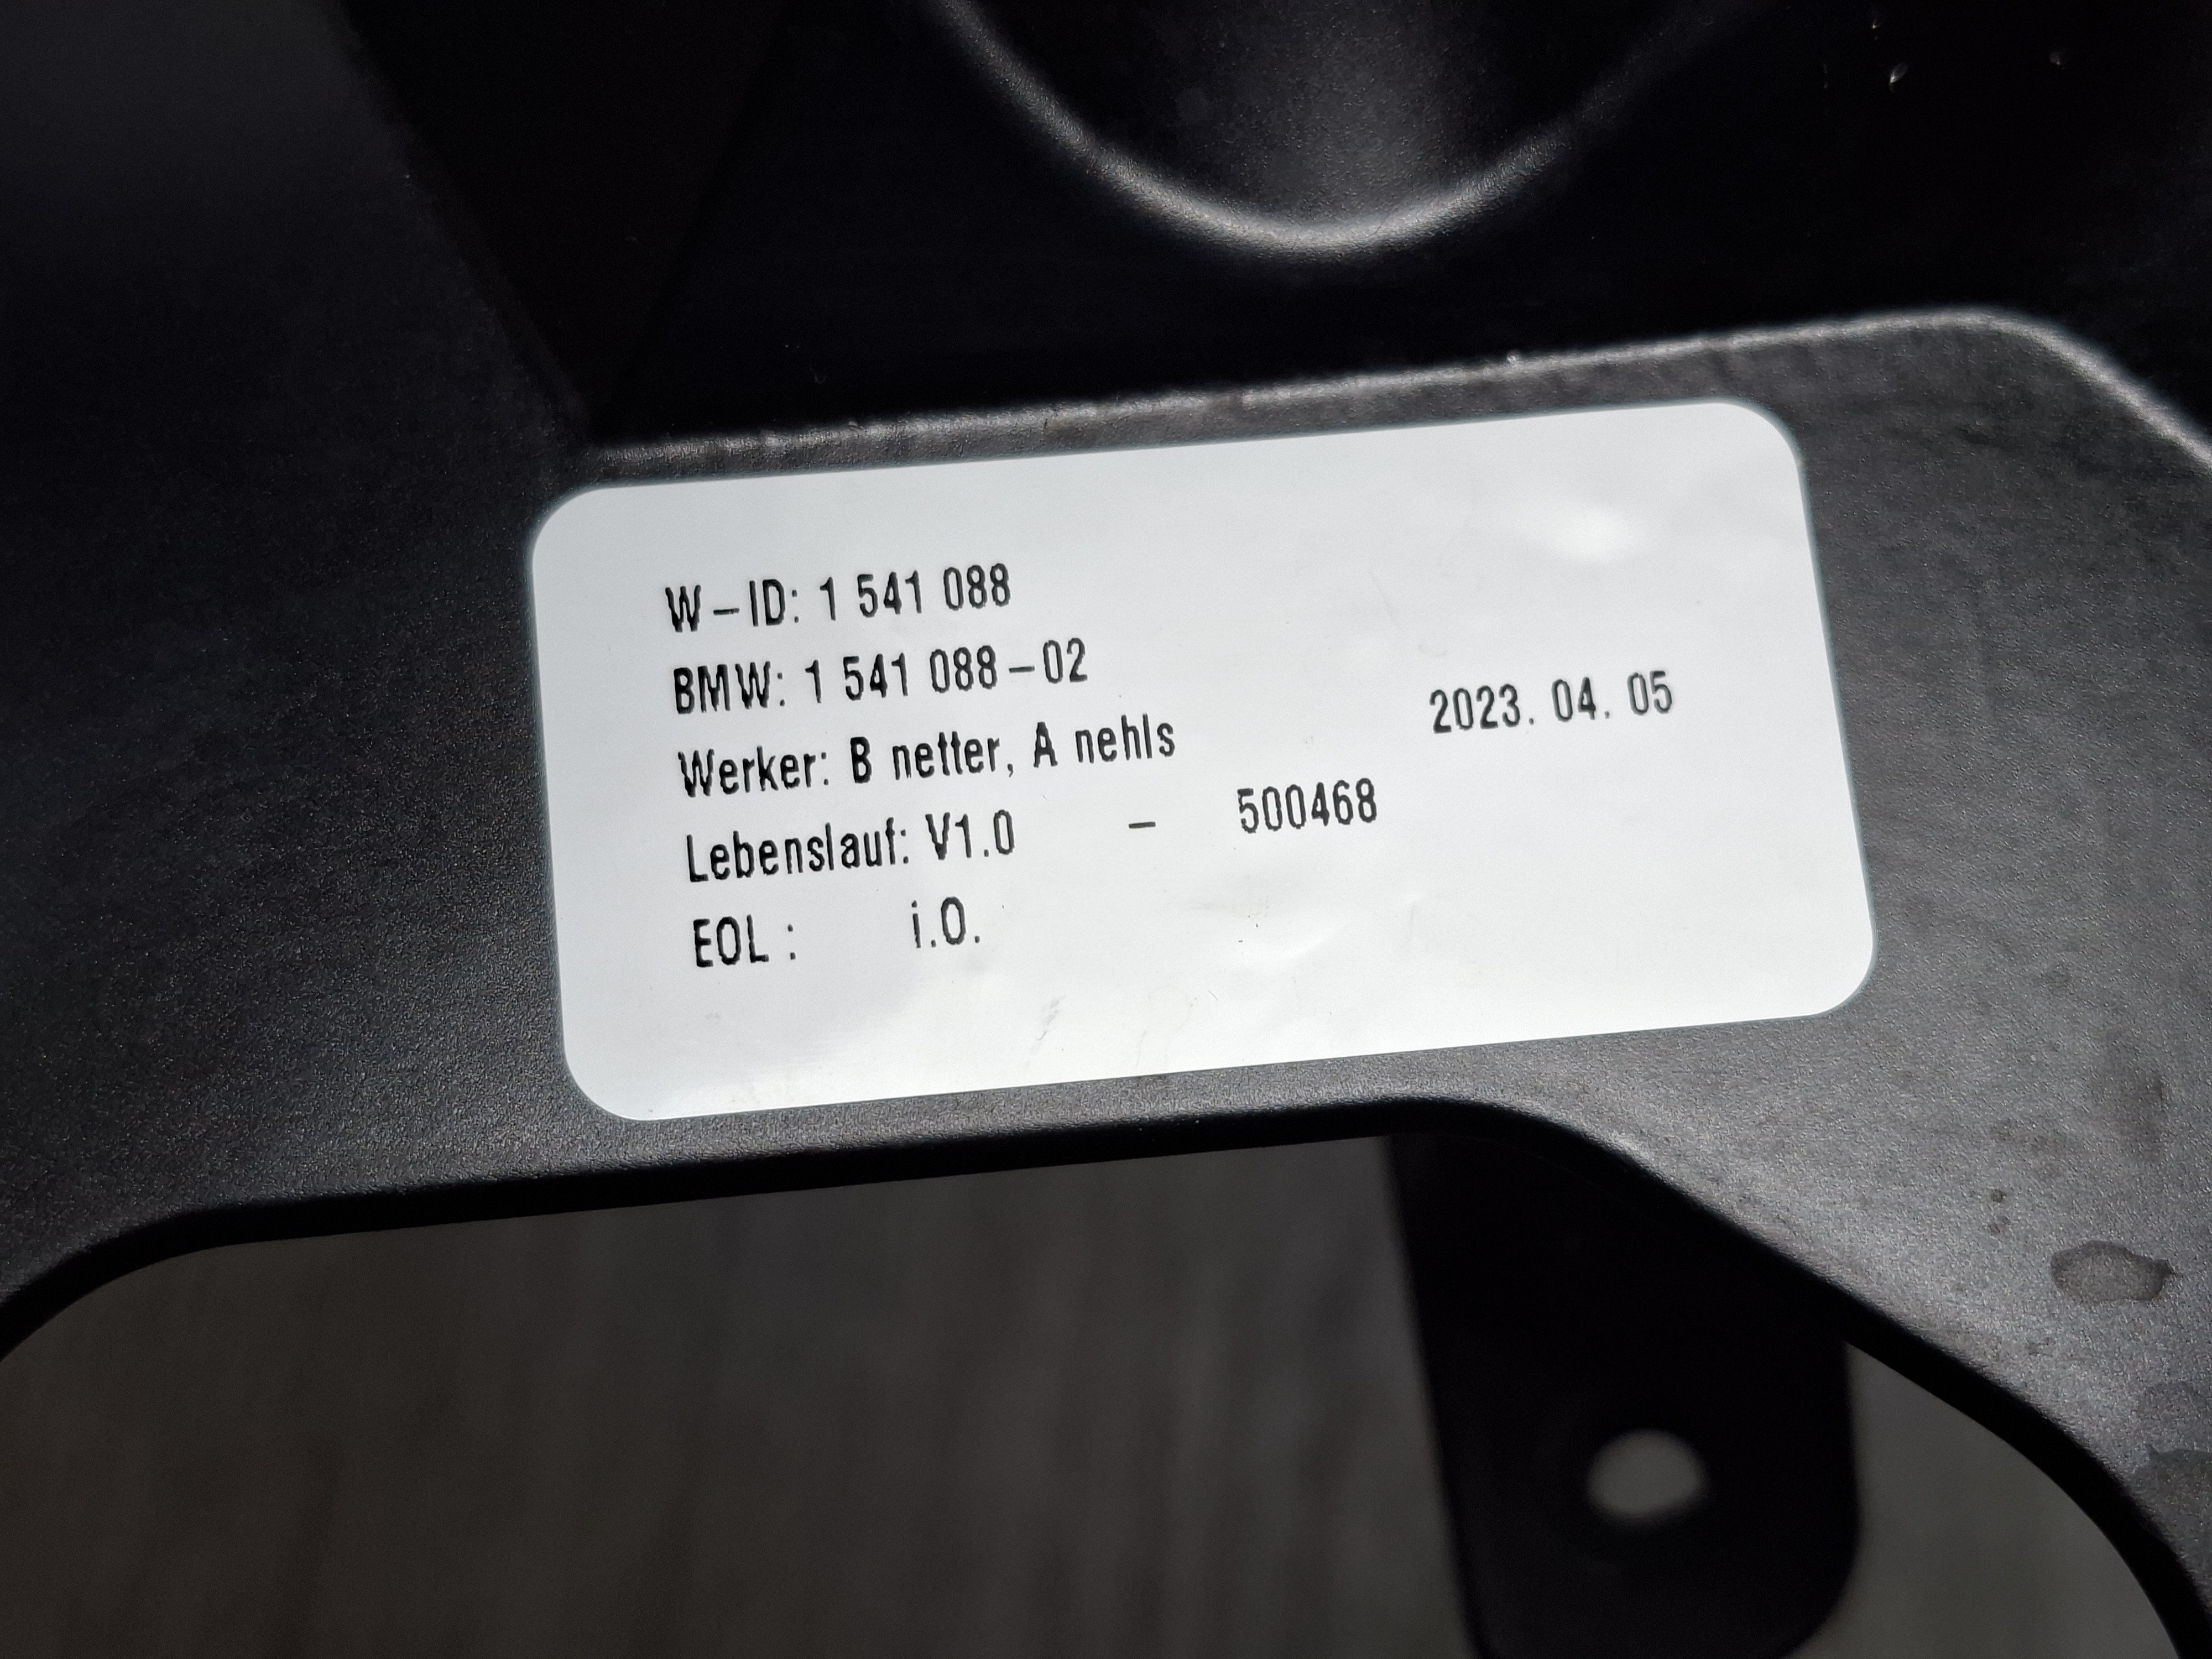 W-ID: 1 541 088
BMW: 1 541 088-02
Werker: B netter, A nehls 2023. 04. 05
Lebenslauf: V1.0 - 500468
EOL : i.O.